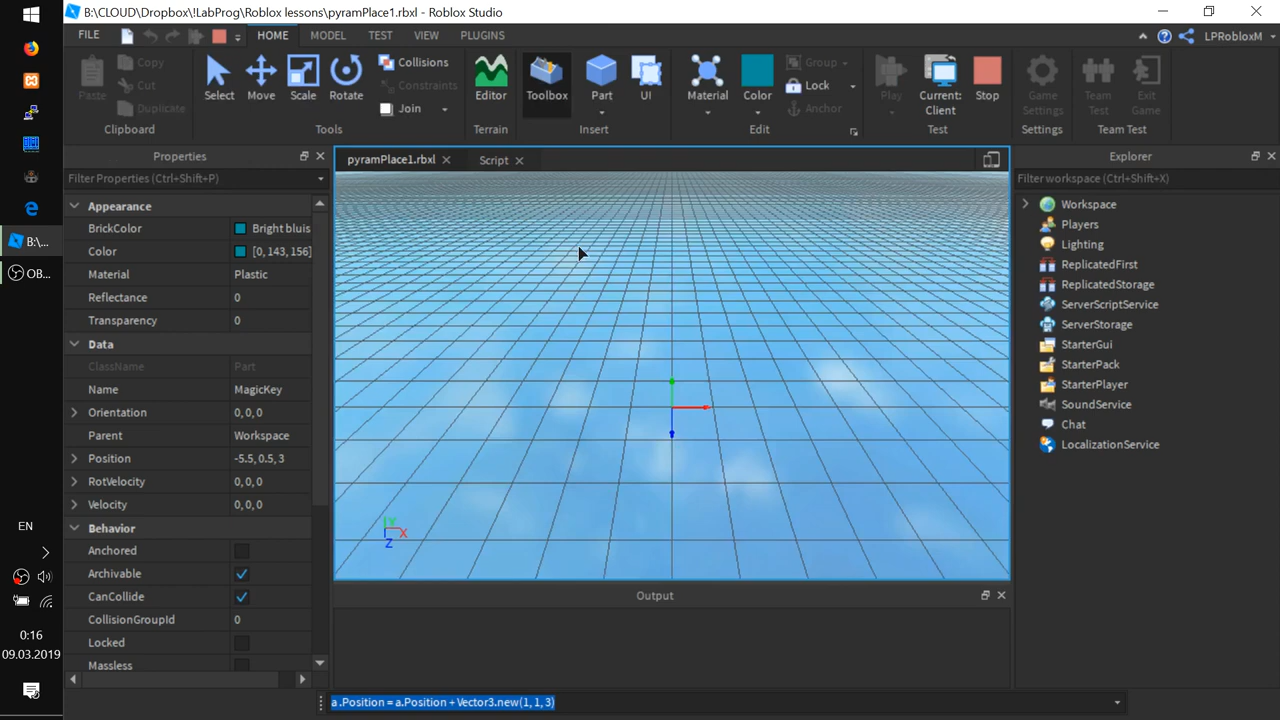 B:\CLOUD\Dropbox\!LabProg\Roblox lessons\pyramPlace1.rbxl - Roblox Studio
FILE HOME MODEL TEST VIEW PLUGINS LPRobloxM
Paste Copy Cut Duplicate
Clipboard
Select Move Scale Rotate Collisions Constraints Join
Tools
Editor
Terrain
Toolbox Part UI
Insert
Material Color Group Lock Anchor
Edit
Play Current: Client Stop
Test
Game Settings
Settings
Team Test Exit Game
Team Test
B:\...
OB...
EN
0:16
09.03.2019
Properties
Filter Properties (Ctrl+Shift+P)
Appearance
BrickColor Bright bluis
Color [0, 143, 156]
Material Plastic
Reflectance 0
Transparency 0
Data
ClassName Part
Name MagicKey
Orientation 0, 0, 0
Parent Workspace
Position -5.5, 0.5, 3
RotVelocity 0, 0, 0
Velocity 0, 0, 0
Behavior
Anchored
Archivable
CanCollide
CollisionGroupId 0
Locked
Massless
pyramPlace1.rbxl Script
Y
X
Z
Output
a .Position = a.Position + Vector3.new(1, 1, 3)
Explorer
Filter workspace (Ctrl+Shift+X)
Workspace
Players
Lighting
ReplicatedFirst
ReplicatedStorage
ServerScriptService
ServerStorage
StarterGui
StarterPack
StarterPlayer
SoundService
Chat
LocalizationService